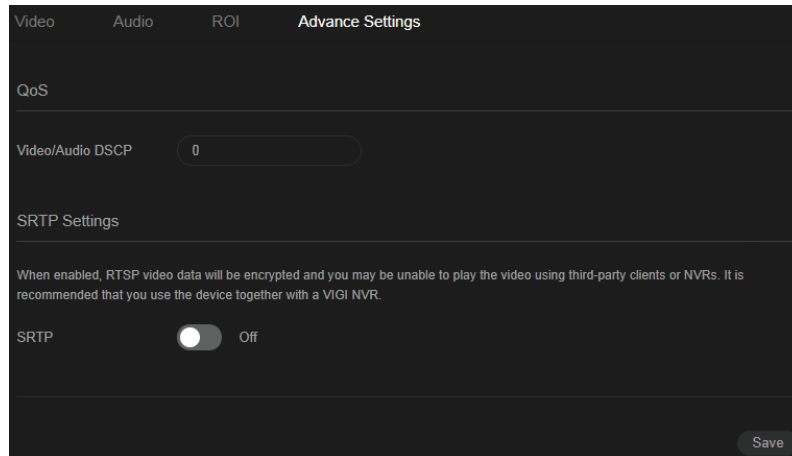 Video Audio ROI Advance Settings
QoS
Video/Audio DSCP 0
SRTP Settings
When enabled, RTSP video data will be encrypted and you may be unable to play the video using third-party clients or NVRs. It is
recommended that you use the device together with a VIGI NVR.
SRTP Off
Save